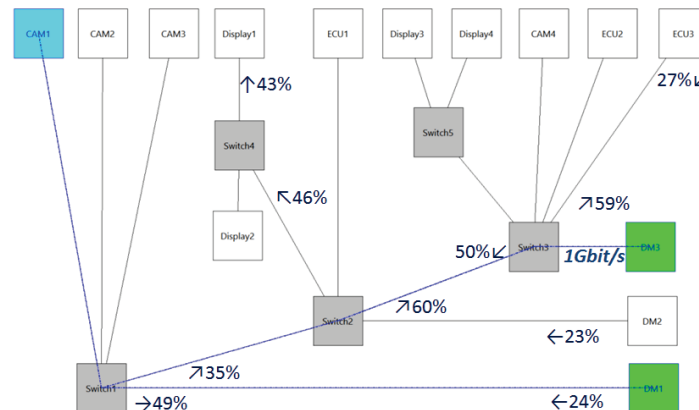 CAM1
CAM2
CAM3
Display1
ECU1
Display3
Display4
CAM4
ECU2
ECU3
↑43%
27%↙
Switch4
Switch5
↖46%
↗59%
Display2
50%↙
Switch3
1Gbit/s
DM3
↗60%
Switch2
←23%
DM2
↗35%
Switch1
→49%
←24%
DM1